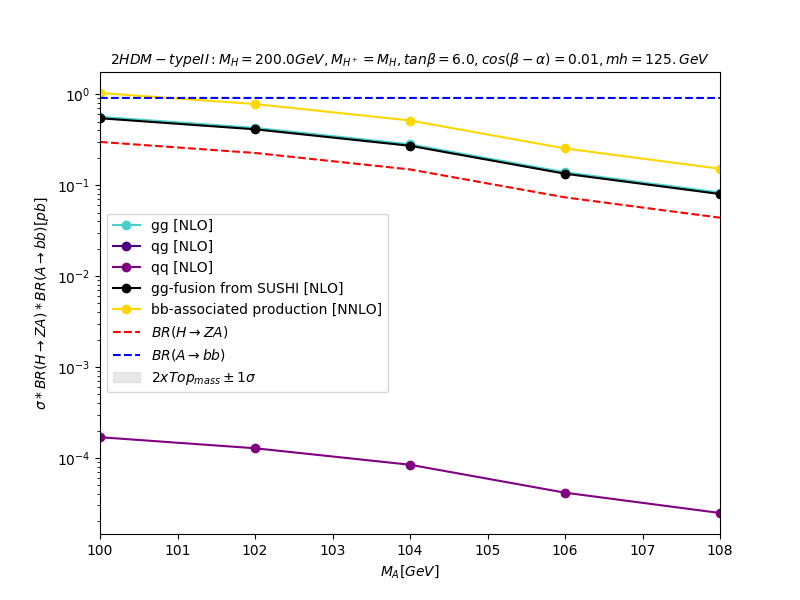 2HDM - typeII: M_H = 200.0GeV, M_{H^+} = M_H, tanβ = 6.0, cos(β − α) = 0.01, mh = 125. GeV
σ * BR(H → ZA) * BR(A → bb)[pb]
10^0
10^{-1}
10^{-2}
10^{-3}
10^{-4}
gg [NLO]
qg [NLO]
qq [NLO]
gg-fusion from SUSHI [NLO]
bb-associated production [NNLO]
BR(H → ZA)
BR(A → bb)
2xTop_{mass} ± 1σ
100 101 102 103 104 105 106 107 108
M_A[GeV]